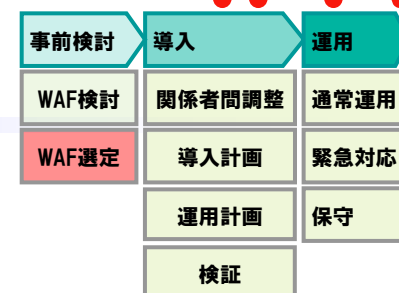 事前検討
導入
運用
WAF検討
関係者間調整
通常運用
WAF選定
導入計画
緊急対応
運用計画
保守
検証